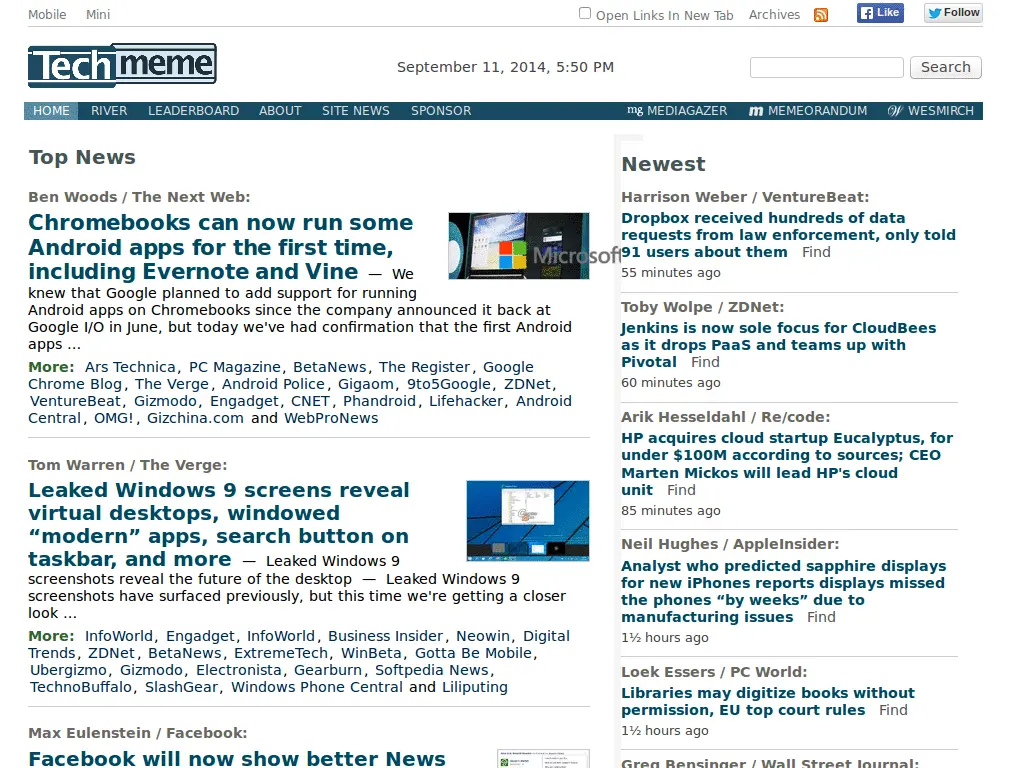 Mobile Mini Open Links In New Tab Archives Like Follow
Techmeme
September 11, 2014, 5:50 PM
Search
HOME RIVER LEADERBOARD ABOUT SITE NEWS SPONSOR mg MEDIAGAZER m MEMEORANDUM W WESMIRCH
Top News
Ben Woods / The Next Web:
Chromebooks can now run some
Android apps for the first time,
including Evernote and Vine — We
knew that Google planned to add support for running
Android apps on Chromebooks since the company announced it back at
Google I/O in June, but today we've had confirmation that the first Android
apps ...
Microsoft
More: Ars Technica, PC Magazine, BetaNews, The Register, Google
Chrome Blog, The Verge, Android Police, Gigaom, 9to5Google, ZDNet,
VentureBeat, Gizmodo, Engadget, CNET, Phandroid, Lifehacker, Android
Central, OMG!, Gizchina.com and WebProNews
Tom Warren / The Verge:
Leaked Windows 9 screens reveal
virtual desktops, windowed
“modern” apps, search button on
taskbar, and more — Leaked Windows 9
screenshots reveal the future of the desktop — Leaked Windows 9
screenshots have surfaced previously, but this time we're getting a closer
look ...
More: InfoWorld, Engadget, InfoWorld, Business Insider, Neowin, Digital
Trends, ZDNet, BetaNews, ExtremeTech, WinBeta, Gotta Be Mobile,
Ubergizmo, Gizmodo, Electronista, Gearburn, Softpedia News,
TechnoBuffalo, SlashGear, Windows Phone Central and Liliputing
Max Eulenstein / Facebook:
Facebook will now show better News
Newest
Harrison Weber / VentureBeat:
Dropbox received hundreds of data
requests from law enforcement, only told
91 users about them Find
55 minutes ago
Toby Wolpe / ZDNet:
Jenkins is now sole focus for CloudBees
as it drops PaaS and teams up with
Pivotal Find
60 minutes ago
Arik Hesseldahl / Re/code:
HP acquires cloud startup Eucalyptus, for
under $100M according to sources; CEO
Marten Mickos will lead HP's cloud
unit Find
85 minutes ago
Neil Hughes / AppleInsider:
Analyst who predicted sapphire displays
for new iPhones reports displays missed
the phones “by weeks” due to
manufacturing issues Find
1½ hours ago
Loek Essers / PC World:
Libraries may digitize books without
permission, EU top court rules Find
1½ hours ago
Greg Bensinger / Wall Street Journal: